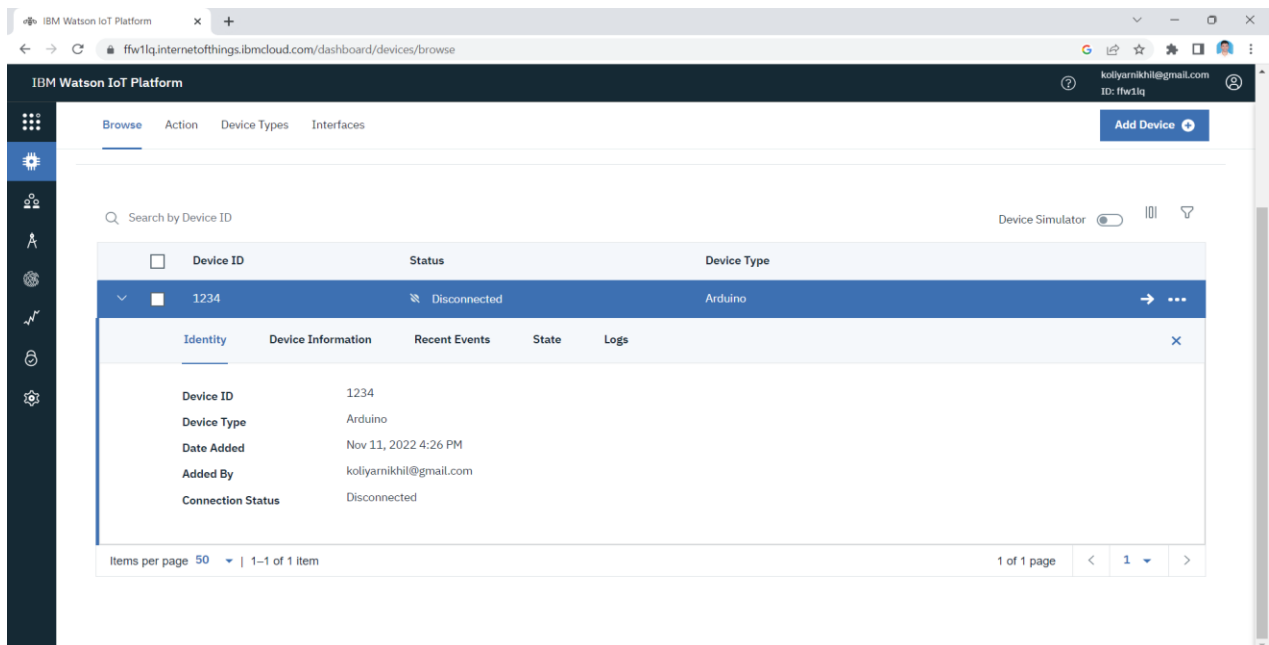 IBM Watson IoT Platform
ffw1lq.internetofthings.ibmcloud.com/dashboard/devices/browse
IBM Watson IoT Platform
koliyarnikhil@gmail.com
ID: ffw1lq
Browse Action Device Types Interfaces Add Device
Search by Device ID Device Simulator
Device ID Status Device Type
1234 Disconnected Arduino
Identity Device Information Recent Events State Logs
Device ID 1234
Device Type Arduino
Date Added Nov 11, 2022 4:26 PM
Added By koliyarnikhil@gmail.com
Connection Status Disconnected
Items per page 50 | 1–1 of 1 item 1 of 1 page 1